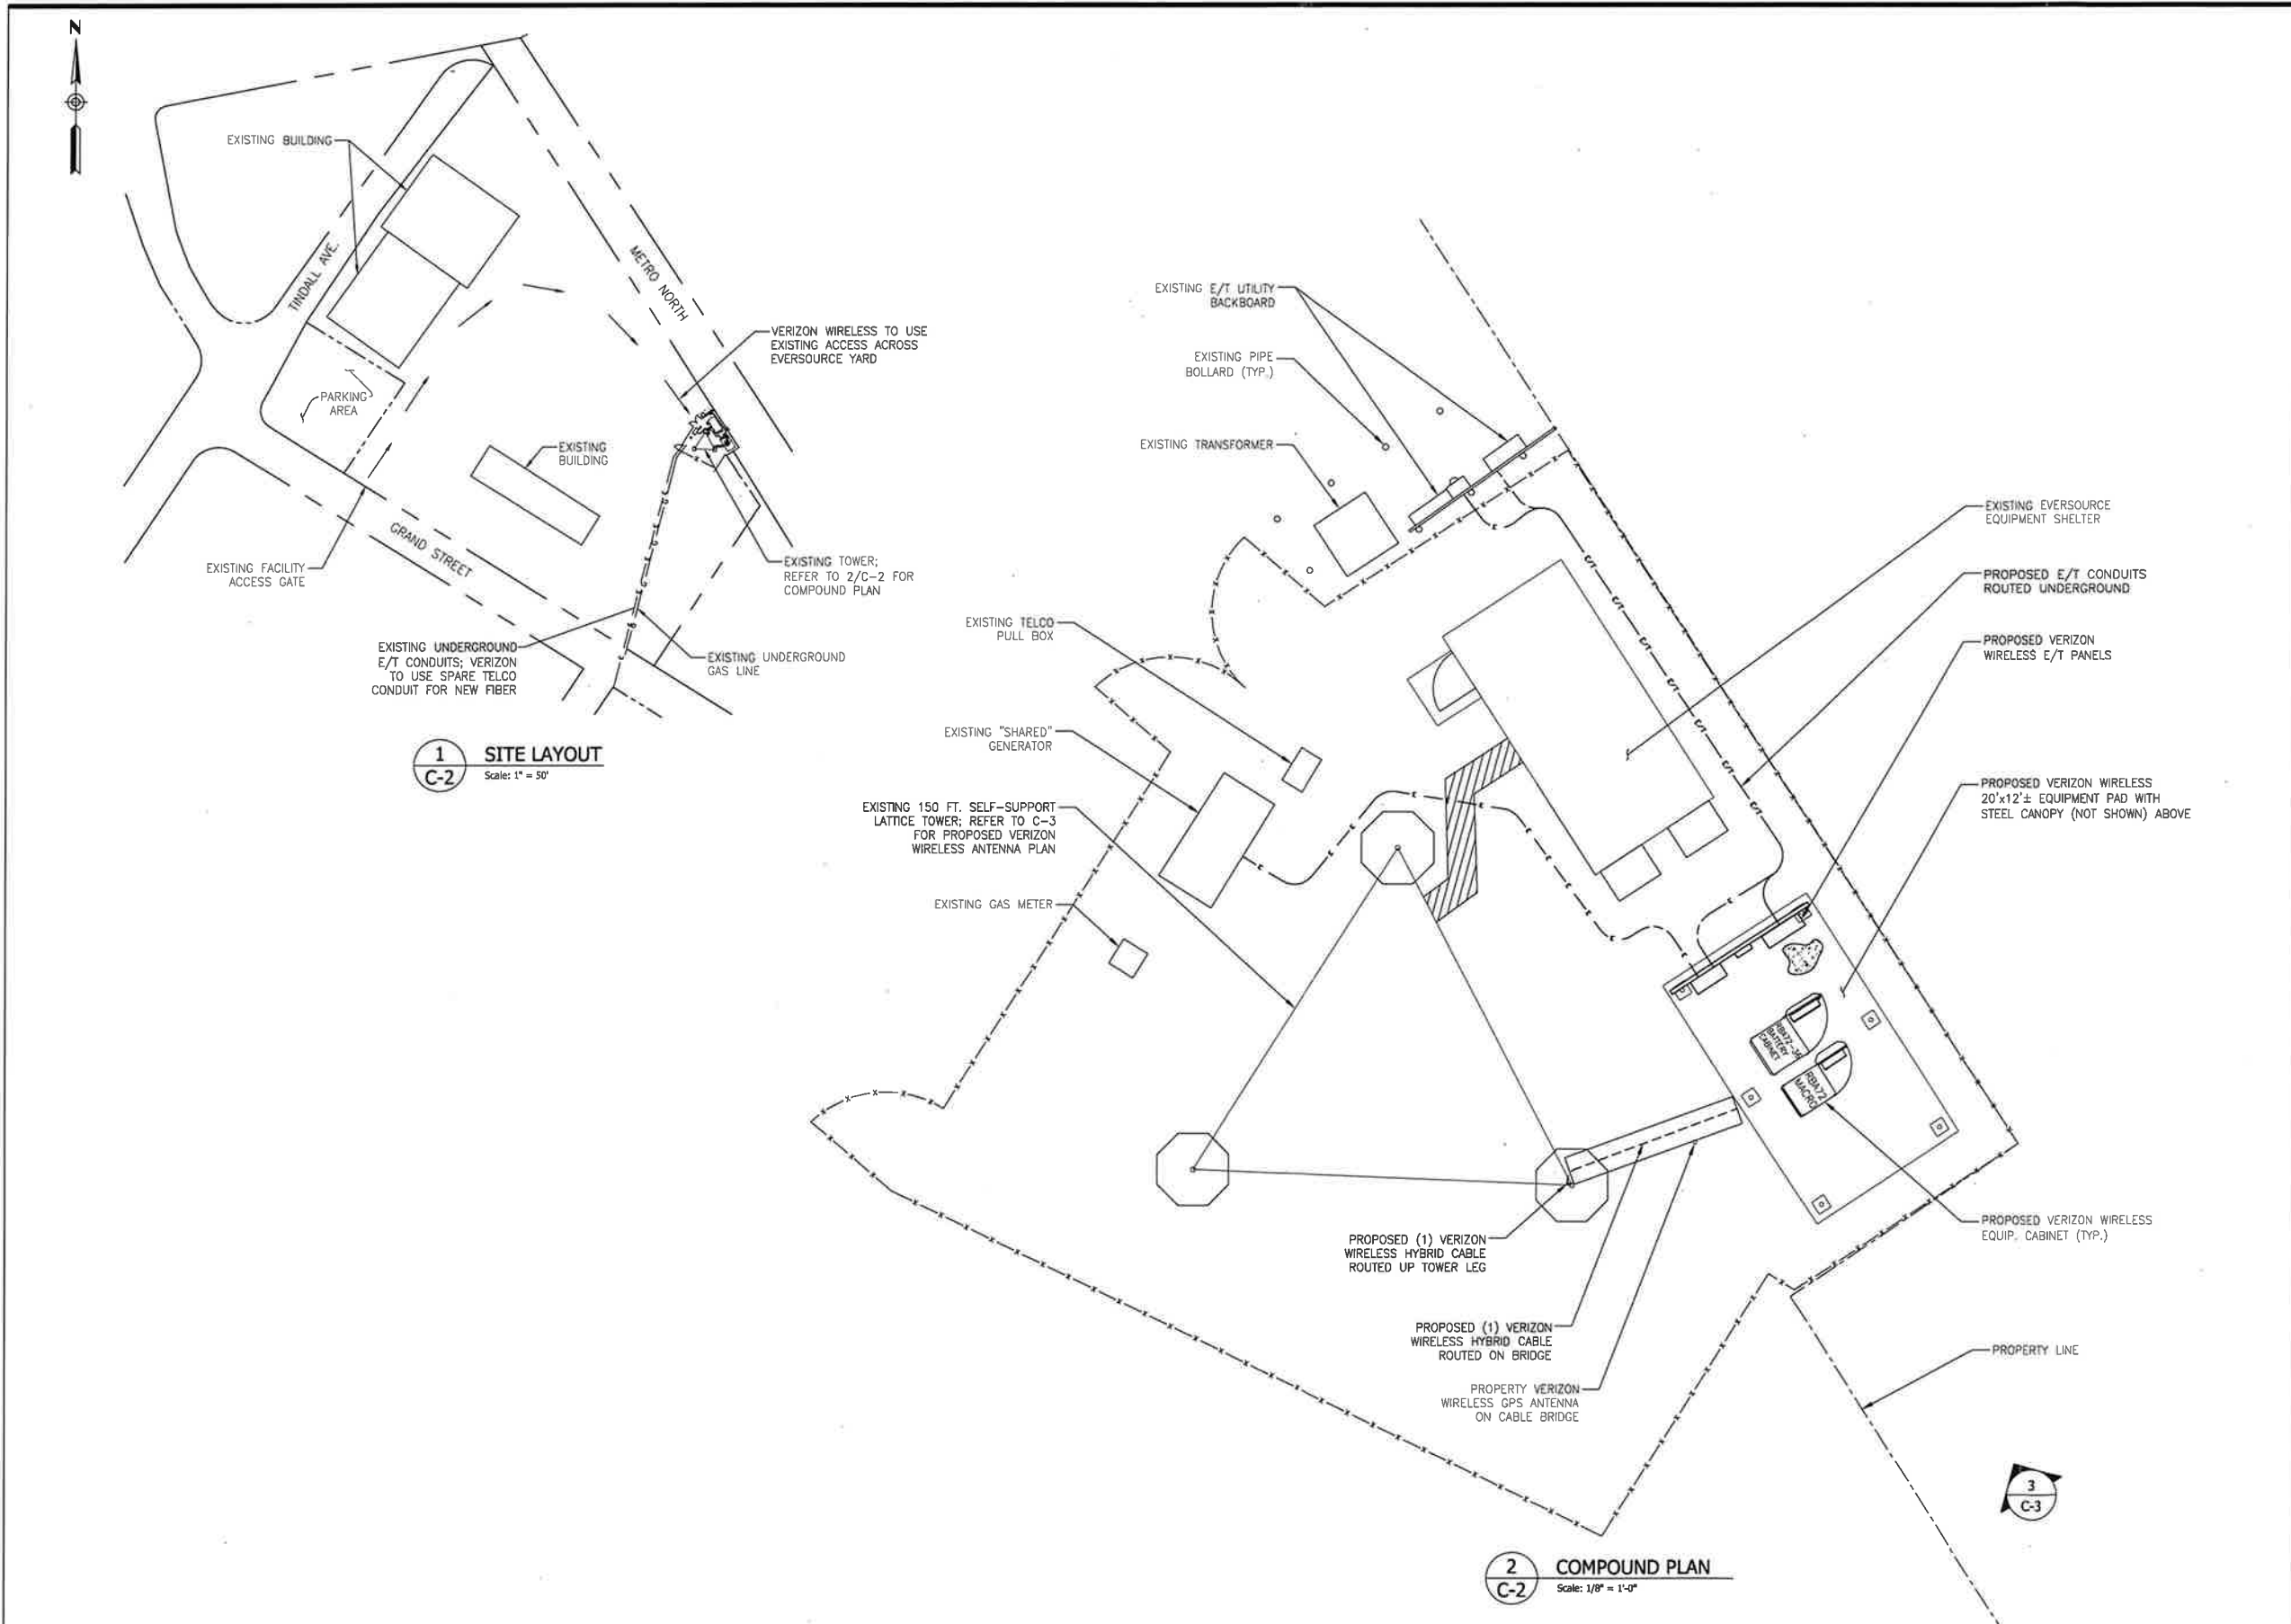 N
EXISTING BUILDING
TINDALL AVE.
METRO NORTH
VERIZON WIRELESS TO USE
EXISTING ACCESS ACROSS
EVERSOURCE YARD
PARKING
AREA
EXISTING
BUILDING
GRAND STREET
EXISTING FACILITY
ACCESS GATE
EXISTING TOWER;
REFER TO 2/C-2 FOR
COMPOUND PLAN
EXISTING UNDERGROUND
E/T CONDUITS; VERIZON
TO USE SPARE TELCO
CONDUIT FOR NEW FIBER
EXISTING UNDERGROUND
GAS LINE
1
C-2
SITE LAYOUT
Scale: 1" = 50'
EXISTING E/T UTILITY
BACKBOARD
EXISTING PIPE
BOLLARD (TYP.)
EXISTING TRANSFORMER
EXISTING TELCO
PULL BOX
EXISTING "SHARED"
GENERATOR
EXISTING 150 FT. SELF-SUPPORT
LATTICE TOWER; REFER TO C-3
FOR PROPOSED VERIZON
WIRELESS ANTENNA PLAN
EXISTING GAS METER
EXISTING EVERSOURCE
EQUIPMENT SHELTER
PROPOSED E/T CONDUITS
ROUTED UNDERGROUND
PROPOSED VERIZON
WIRELESS E/T PANELS
PROPOSED VERIZON WIRELESS
20'x12'± EQUIPMENT PAD WITH
STEEL CANOPY (NOT SHOWN) ABOVE
RBA72-36
BATTERY
CABINET
RBA72
MACRO
PROPOSED VERIZON WIRELESS
EQUIP. CABINET (TYP.)
PROPOSED (1) VERIZON
WIRELESS HYBRID CABLE
ROUTED UP TOWER LEG
PROPOSED (1) VERIZON
WIRELESS HYBRID CABLE
ROUTED ON BRIDGE
PROPERTY VERIZON
WIRELESS GPS ANTENNA
ON CABLE BRIDGE
PROPERTY LINE
3
C-3
2
C-2
COMPOUND PLAN
Scale: 1/8" = 1'-0"